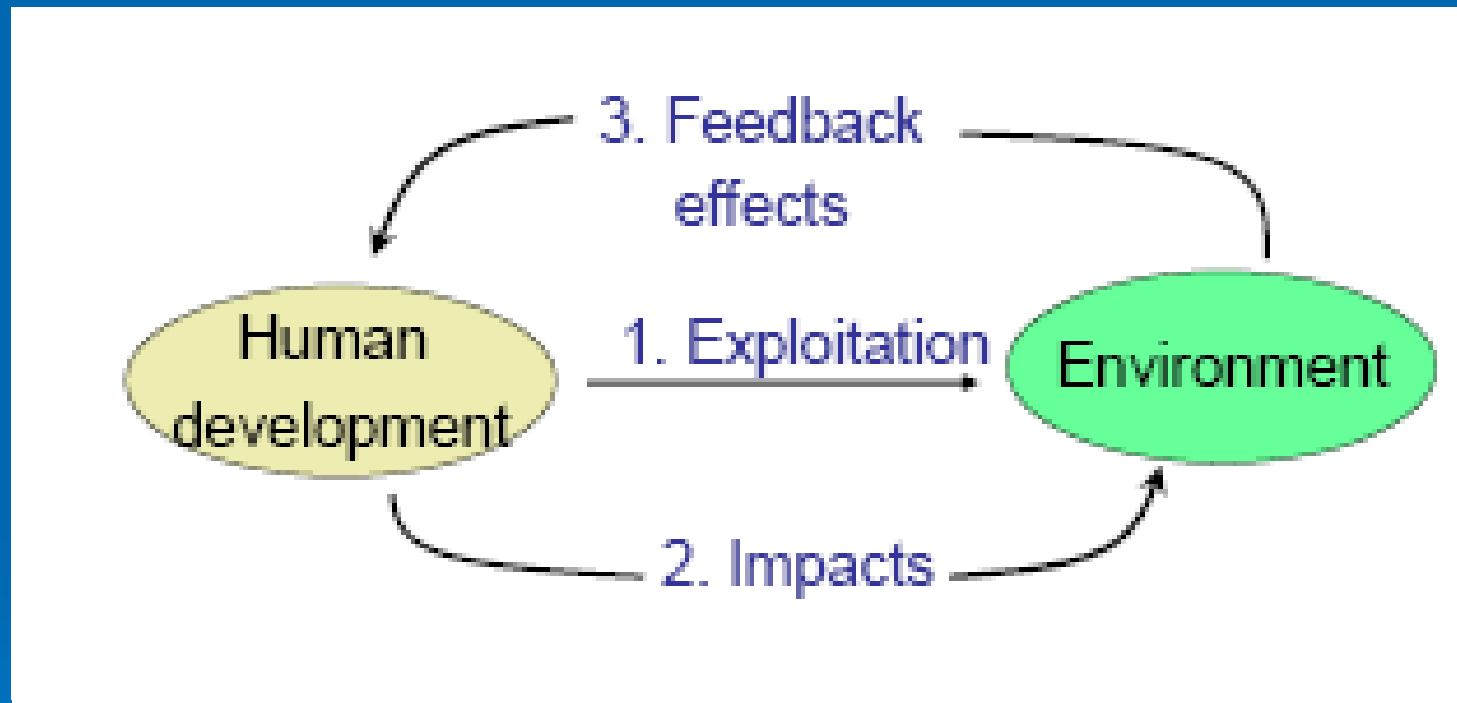 3. Feedback
effects
Human
development
1. Exploitation
Environment
2. Impacts